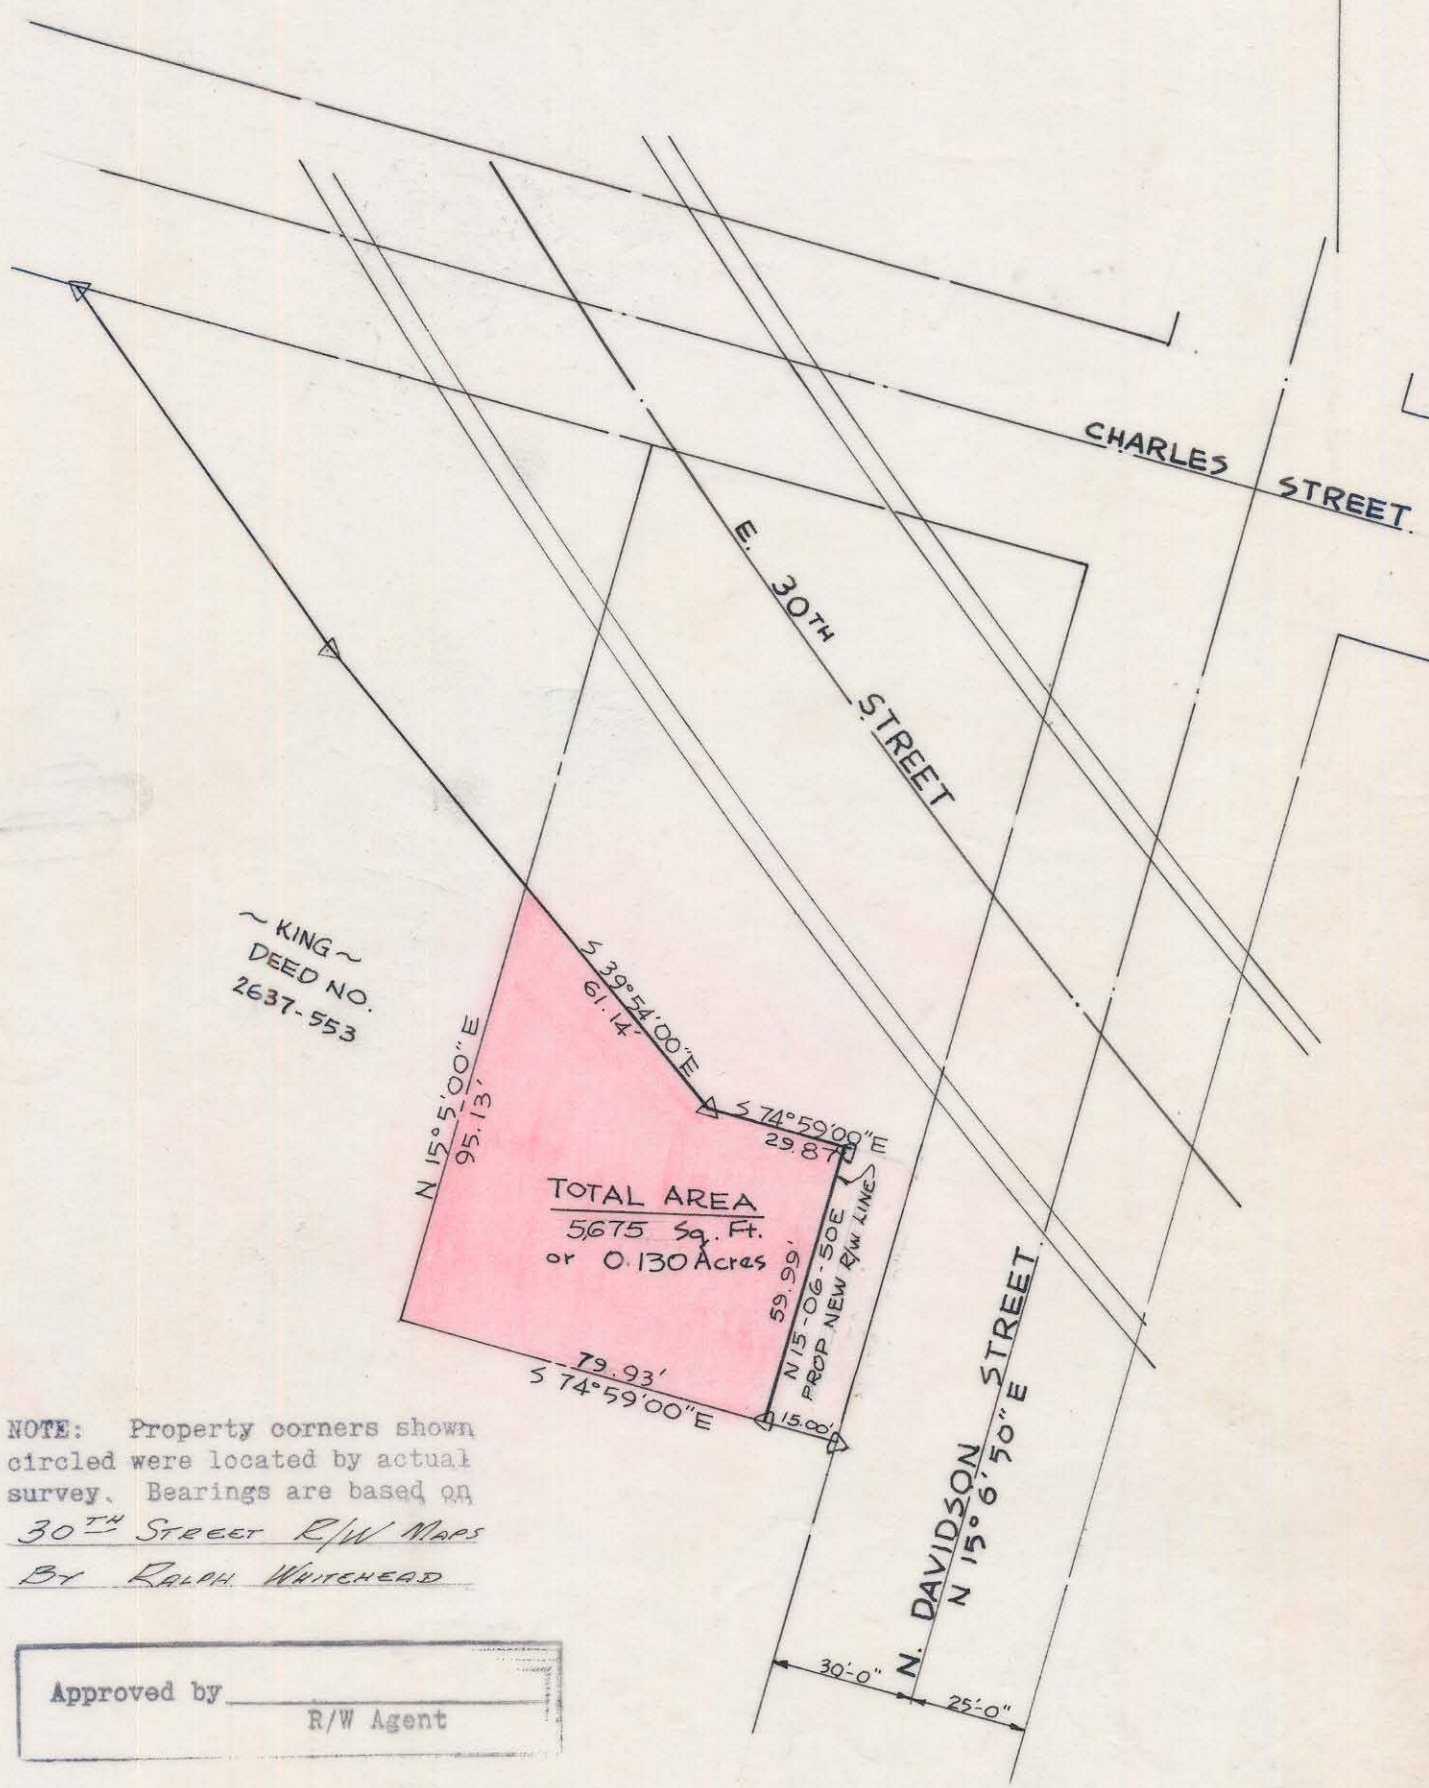 CHARLES STREET.
E. 30TH STREET
~ KING ~
DEED NO.
2637-553
S 39°54'00"E
61.14'
N 15°5'00"E
95.13'
S 74°59'00"E
29.87'
TOTAL AREA
5,675 Sq. Ft.
or 0.130 Acres
59.99'
N 15-06-50E
PROP NEW R/W LINE
79.93'
S 74°59'00"E
15.00'
N. DAVIDSON STREET
N 15°6'50"E
30'-0"
25'-0"
NOTE: Property corners shown
circled were located by actual
survey. Bearings are based on
30TH STREET R/W MAPS
BY RALPH WHITEHEAD
Approved by
R/W Agent